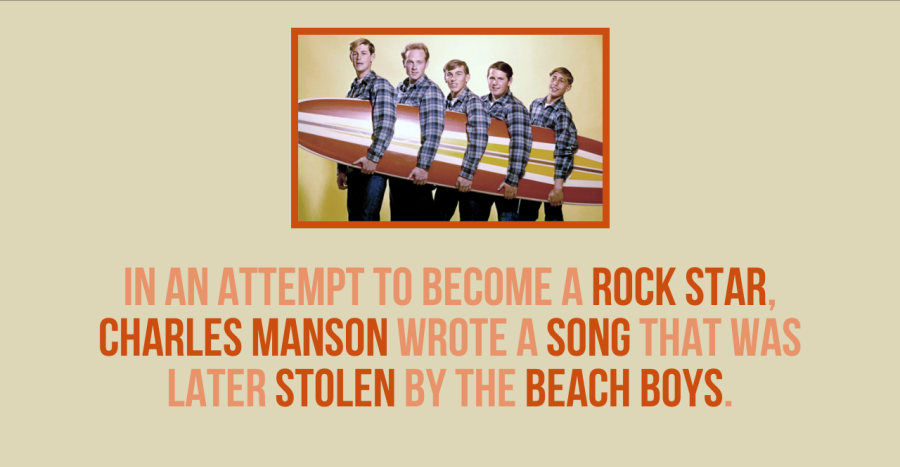 IN AN ATTEMPT TO BECOME A ROCK STAR,
CHARLES MANSON WROTE A SONG THAT WAS
LATER STOLEN BY THE BEACH BOYS.